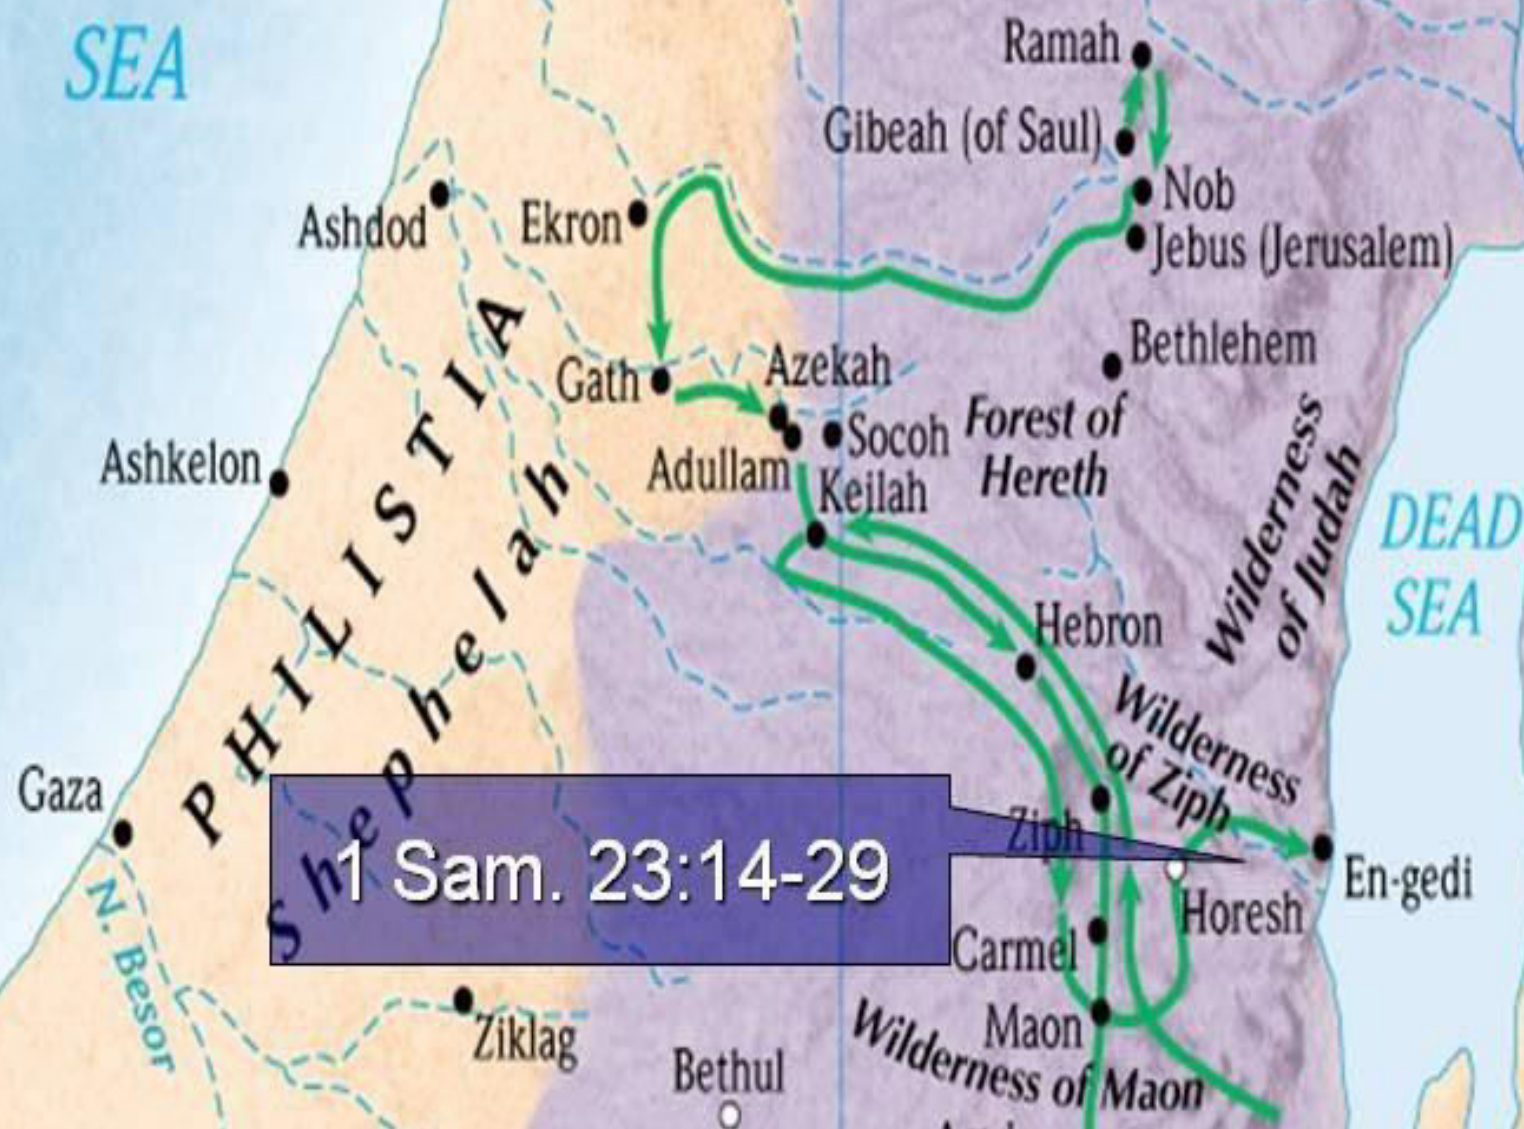 SEA
Ramah
Gibeah (of Saul)
Nob
Ashdod
Ekron
Jebus (Jerusalem)
Bethlehem
Gath
Azekah
Forest of
Hereth
Socoh
Ashkelon
Adullam
Keilah
PHILISTIA
Shephelah
Wilderness
of Judah
DEAD
SEA
Hebron
Wilderness
of Ziph
Gaza
Ziph
1 Sam. 23:14-29
En-gedi
Horesh
Carmel
N. Besor
Ziklag
Maon
Wilderness of Maon
Bethul